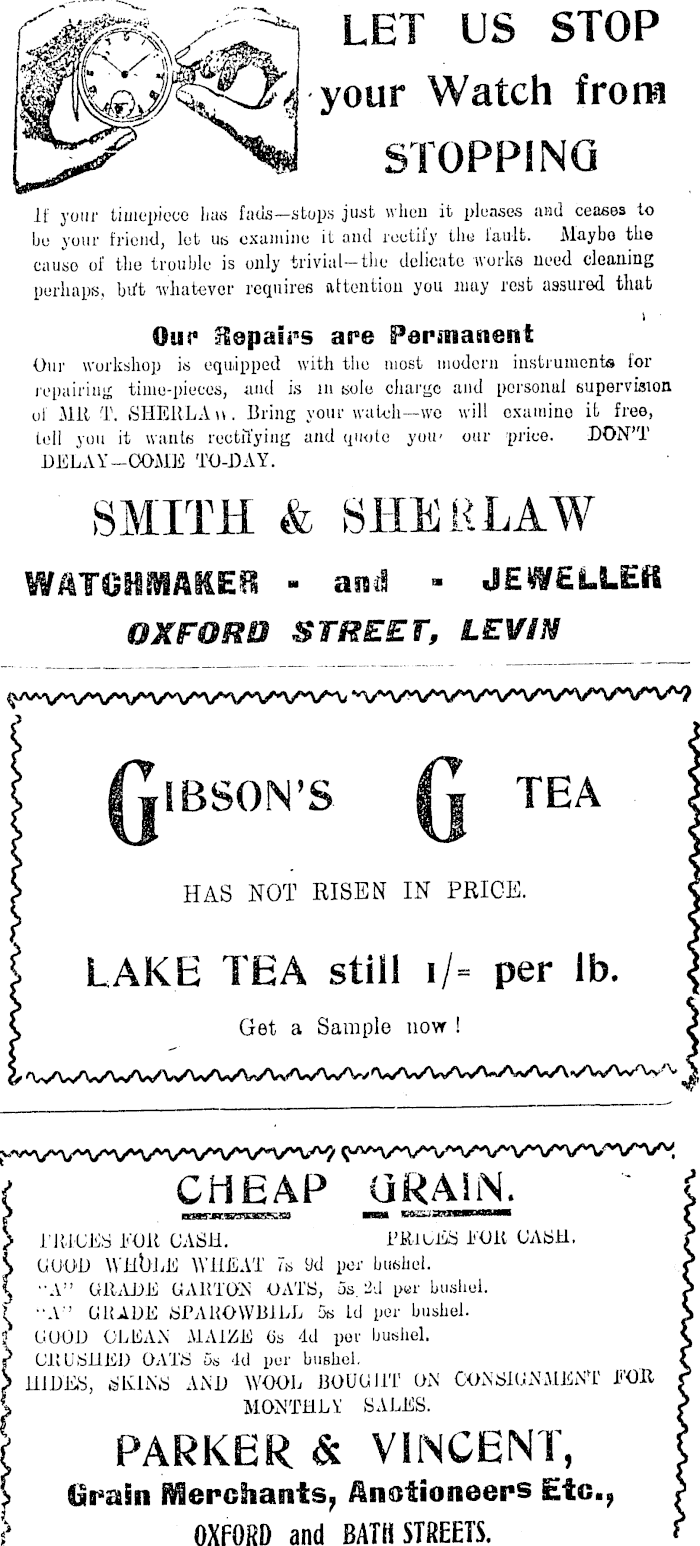 LET US STOP
your Watch from
STOPPING
If your timepiece has fads—stops just when it pleases and ceases to
be your friend, let us examine it and rectify the fault. Maybe the
cause of the trouble is only trivial—the delicate works need cleaning
perhaps, but whatever requires attention you may rest assured that
Our Repairs are Permanent
Our workshop is equipped with the most modern instruments for
repairing time-pieces, and is in sole charge and personal supervision
of MR T. SHERLAW. Bring your watch—we will examine it free,
tell you it wants rectifying and quote you our price. DON'T
DELAY—COME TO-DAY.
SMITH & SHERLAW
WATCHMAKER - and - JEWELLER
OXFORD STREET, LEVIN
GIBSON'S G TEA
HAS NOT RISEN IN PRICE.
LAKE TEA still 1/= per lb.
Get a Sample now!
CHEAP GRAIN.
PRICES FOR CASH. PRICES FOR CASH.
GOOD WHOLE WHEAT 7s 9d per bushel.
"A" GRADE GARTON OATS, 5s 2d per bushel.
"A" GRADE SPAROWBILL 5s 1d per bushel.
GOOD CLEAN MAIZE 6s 4d per bushel.
CRUSHED OATS 5s 4d per bushel.
HIDES, SKINS AND WOOL BOUGHT ON CONSIGNMENT FOR
MONTHLY SALES.
PARKER & VINCENT,
Grain Merchants, Anctioneers Etc.,
OXFORD and BATH STREETS.